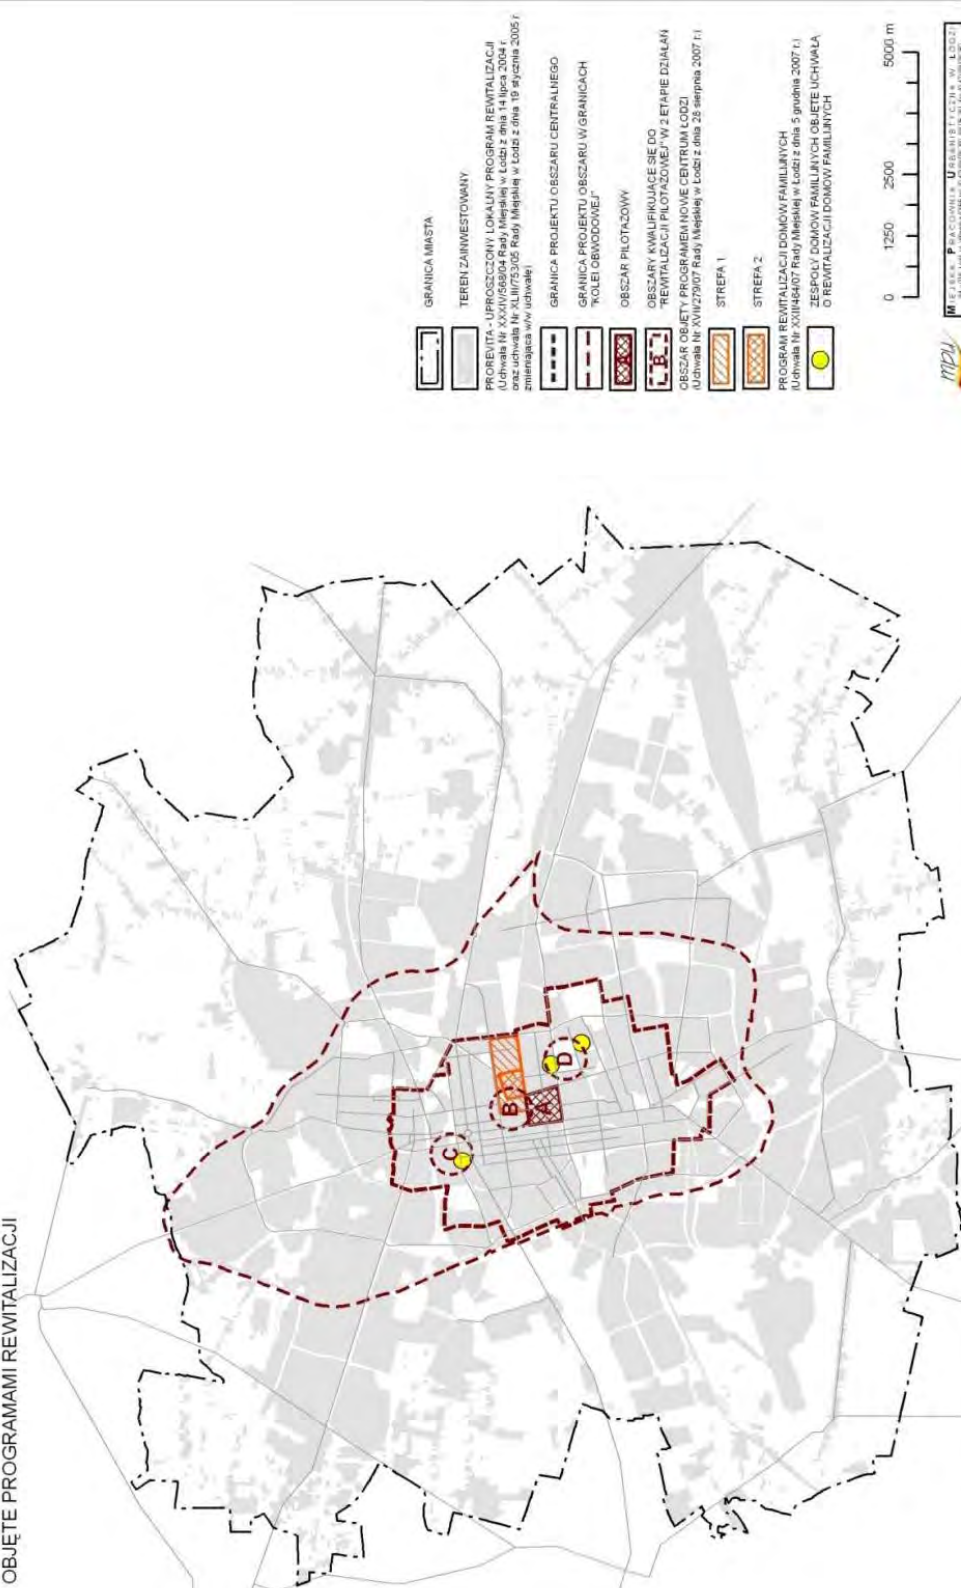 OBJĘTE PROGRAMAMI REWITALIZACJI
C
B
A
D
GRANICA MIASTA
TEREN ZAINWESTOWANY
PROREVITA - UPROSZCZONY LOKALNY PROGRAM REWITALIZACJI
(Uchwała Nr XXXIV/568/04 Rady Miejskiej w Łodzi z dnia 14 lipca 2004 r.
oraz uchwała Nr XLIII/753/05 Rady Miejskiej w Łodzi z dnia 19 stycznia 2005 r.
zmieniająca w/w uchwałę)
GRANICA PROJEKTU OBSZARU CENTRALNEGO
GRANICA PROJEKTU OBSZARU W GRANICACH
"KOLEI OBWODOWEJ"
A
OBSZAR PILOTAŻOWY
B
OBSZARY KWALIFIKUJĄCE SIĘ DO
"REWITALIZACJI PILOTAŻOWEJ" W 2 ETAPIE DZIAŁAŃ
OBSZAR OBJĘTY PROGRAMEM NOWE CENTRUM ŁODZI
(Uchwała Nr XVII/279/07 Rady Miejskiej w Łodzi z dnia 28 sierpnia 2007 r.)
STREFA 1
STREFA 2
PROGRAM REWITALIZACJI DOMÓW FAMILIJNYCH
(Uchwała Nr XXII/464/07 Rady Miejskiej w Łodzi z dnia 5 grudnia 2007 r.)
ZESPOŁY DOMÓW FAMILIJNYCH OBJĘTE UCHWAŁĄ
O REWITALIZACJI DOMÓW FAMILIJNYCH
0 1250 2500 5000 m
mpu
MIEJSKA PRACOWNIA URBANISTYCZNA W ŁODZI